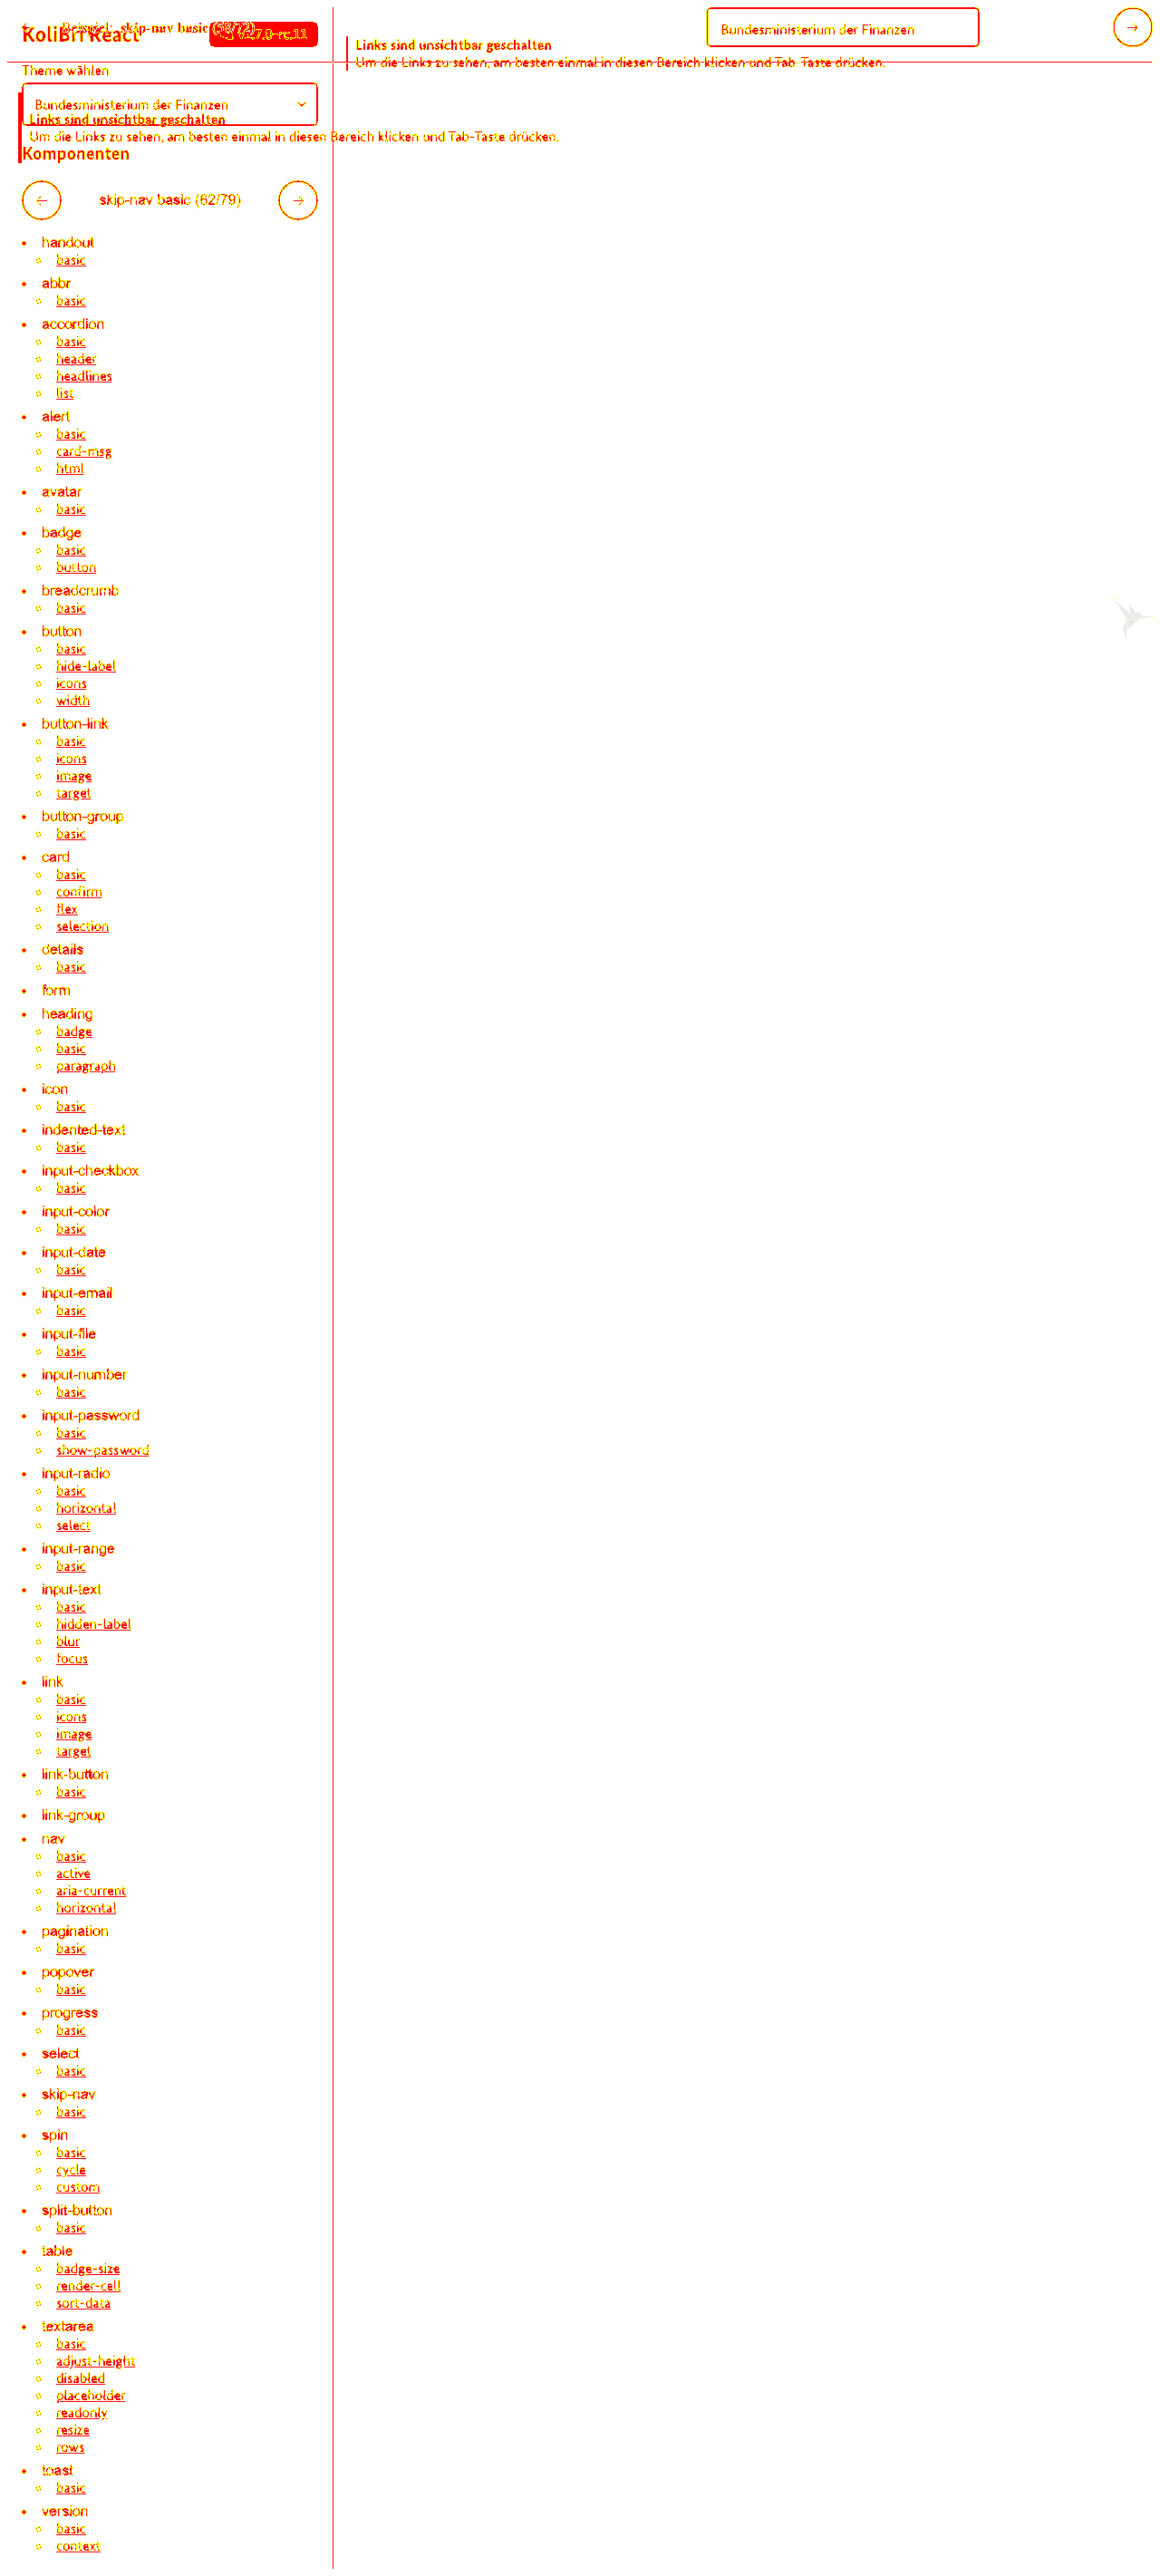 Beispiel: skip-nav basic
KoliBri React
Bundesministerium der Finanzen
Links sind unsichtbar geschalten
Um die Links zu sehen, am besten einmal in diesen Bereich klicken und Tab-Taste drücken.
Theme wählen
Bundesministerium der Finanzen
Links sind unsichtbar geschalten
Um die Links zu sehen, am besten einmal in diesen Bereich klicken und Tab-Taste drücken.
Komponenten
skip-nav basic (62/79)
handout
basic
abbr
basic
accordion
basic
header
headlines
list
alert
basic
card-msg
html
avatar
basic
badge
basic
button
breadcrumb
basic
button
basic
hide-label
icons
width
button-link
basic
icons
image
target
button-group
basic
card
basic
confirm
flex
selection
details
basic
form
heading
badge
basic
paragraph
icon
basic
indented-text
basic
input-checkbox
basic
input-color
basic
input-date
basic
input-email
basic
input-file
basic
input-number
basic
input-password
basic
show-password
input-radio
basic
horizontal
select
input-range
basic
input-text
basic
hidden-label
blur
focus
link
basic
icons
image
target
link-button
basic
link-group
nav
basic
active
aria-current
horizontal
pagination
basic
popover
basic
progress
basic
select
basic
skip-nav
basic
spin
basic
cycle
custom
split-button
basic
table
badge-size
render-cell
sort-data
textarea
basic
adjust-height
disabled
placeholder
readonly
resize
rows
toast
basic
version
basic
context